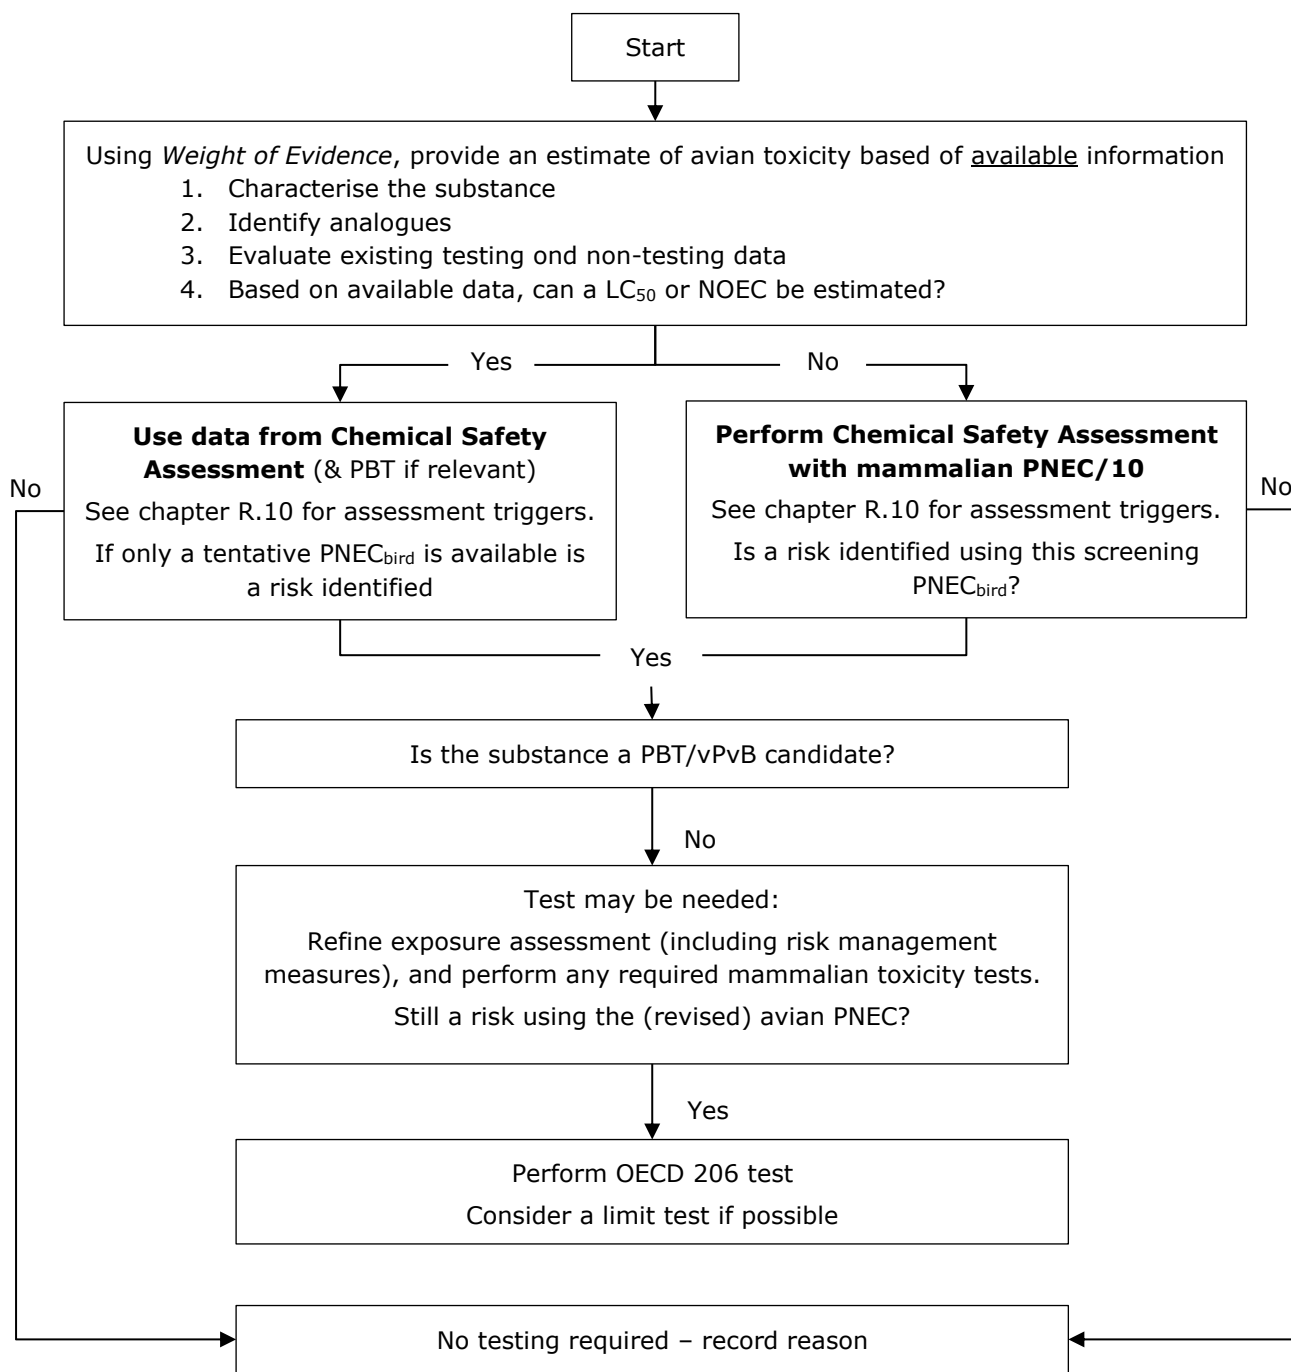 Start
Using Weight of Evidence, provide an estimate of avian toxicity based of available information
1. Characterise the substance
2. Identify analogues
3. Evaluate existing testing ond non-testing data
4. Based on available data, can a LC50 or NOEC be estimated?
Yes
No
Use data from Chemical Safety
Assessment (& PBT if relevant)
See chapter R.10 for assessment triggers.
If only a tentative PNECbird is available is
a risk identified
Perform Chemical Safety Assessment
with mammalian PNEC/10
See chapter R.10 for assessment triggers.
Is a risk identified using this screening
PNECbird?
No
No
Yes
Is the substance a PBT/vPvB candidate?
No
Test may be needed:
Refine exposure assessment (including risk management
measures), and perform any required mammalian toxicity tests.
Still a risk using the (revised) avian PNEC?
Yes
Perform OECD 206 test
Consider a limit test if possible
No testing required – record reason